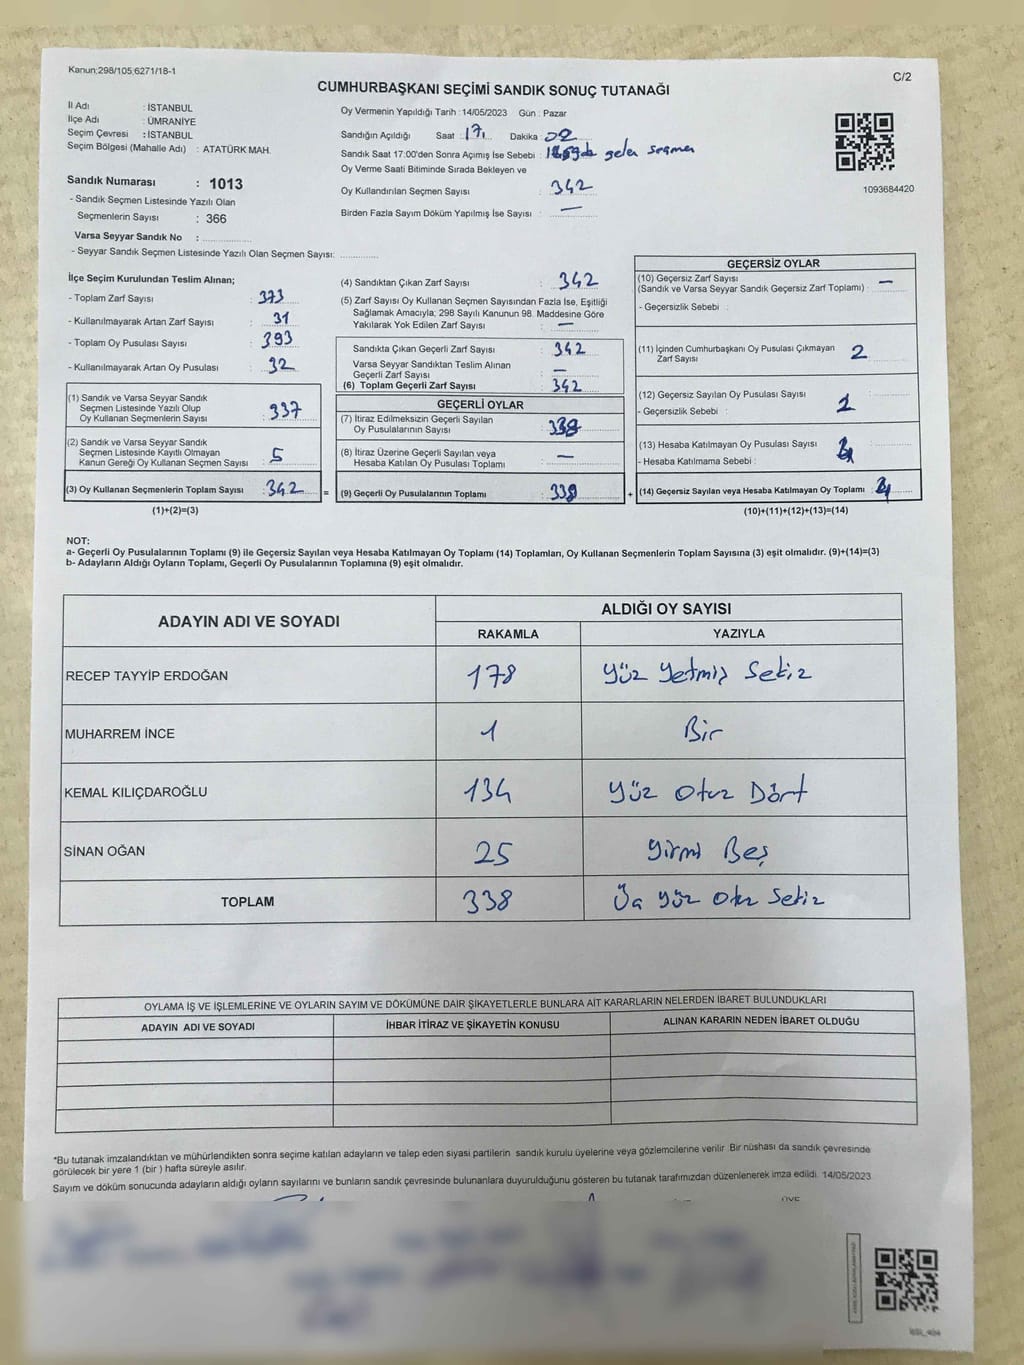 Kanun:298/105,6271/18-1
C/2
CUMHURBAŞKANI SEÇİMİ SANDIK SONUÇ TUTANAĞI
İl Adı : İSTANBUL
İlçe Adı : ÜMRANİYE
Seçim Çevresi : İSTANBUL
Seçim Bölgesi (Mahalle Adı) : ATATÜRK MAH.
Sandık Numarası : 1013
- Sandık Seçmen Listesinde Yazılı Olan
Seçmenlerin Sayısı : 366
Varsa Seyyar Sandık No :
- Seyyar Sandık Seçmen Listesinde Yazılı Olan Seçmen Sayısı:
Oy Vermenin Yapıldığı Tarih : 14/05/2023 Gün : Pazar
Sandığın Açıldığı Saat : 17 Dakika : 02
Sandık Saat 17:00'den Sonra Açımış İse Sebebi : gelen seçmen
Oy Verme Saati Bitiminde Sırada Bekleyen ve
Oy Kullandırılan Seçmen Sayısı : 342
Birden Fazla Sayım Döküm Yapılmış İse Sayısı : —
1093684420
İlçe Seçim Kurulundan Teslim Alınan;
- Toplam Zarf Sayısı : 373
- Kullanılmayarak Artan Zarf Sayısı : 31
- Toplam Oy Pusulası Sayısı : 393
- Kullanılmayarak Artan Oy Pusulası : 32
(1) Sandık ve Varsa Seyyar Sandık
Seçmen Listesinde Yazılı Olup
Oy Kullanan Seçmenlerin Sayısı : 337
(2) Sandık ve Varsa Seyyar Sandık
Seçmen Listesinde Kayıtlı Olmayan
Kanun Gereği Oy Kullanan Seçmen Sayısı : 5
(3) Oy Kullanan Seçmenlerin Toplam Sayısı : 342
(1)+(2)=(3)
(4) Sandıktan Çıkan Zarf Sayısı : 342
(5) Zarf Sayısı Oy Kullanan Seçmen Sayısından Fazla İse, Eşitliği
Sağlamak Amacıyla; 298 Sayılı Kanunun 98. Maddesine Göre
Yakılarak Yok Edilen Zarf Sayısı : —
Sandıkta Çıkan Geçerli Zarf Sayısı : 342
Varsa Seyyar Sandıktan Teslim Alınan
Geçerli Zarf Sayısı : —
(6) Toplam Geçerli Zarf Sayısı : 342
GEÇERLİ OYLAR
(7) İtiraz Edilmeksizin Geçerli Sayılan
Oy Pusulalarının Sayısı : 338
(8) İtiraz Üzerine Geçerli Sayılan veya
Hesaba Katılan Oy Pusulası Toplamı : —
= (9) Geçerli Oy Pusulalarının Toplamı : 338
GEÇERSİZ OYLAR
(10) Geçersiz Zarf Sayısı
(Sandık ve Varsa Seyyar Sandık Geçersiz Zarf Toplamı) : —
- Geçersizlik Sebebi :
(11) İçinden Cumhurbaşkanı Oy Pusulası Çıkmayan
Zarf Sayısı : 2
(12) Geçersiz Sayılan Oy Pusulası Sayısı :
- Geçersizlik Sebebi :
(13) Hesaba Katılmayan Oy Pusulası Sayısı :
- Hesaba Katılmama Sebebi :
+ (14) Geçersiz Sayılan veya Hesaba Katılmayan Oy Toplamı :
(10)+(11)+(12)+(13)=(14)
NOT:
a- Geçerli Oy Pusulalarının Toplamı (9) ile Geçersiz Sayılan veya Hesaba Katılmayan Oy Toplamı (14) Toplamları, Oy Kullanan Seçmenlerin Toplam Sayısına (3) eşit olmalıdır. (9)+(14)=(3)
b- Adayların Aldığı Oyların Toplamı, Geçerli Oy Pusulalarının Toplamına (9) eşit olmalıdır.
ADAYIN ADI VE SOYADI ALDIĞI OY SAYISI
RAKAMLA YAZIYLA
RECEP TAYYİP ERDOĞAN 178 Yüz Yetmiş Sekiz
MUHARREM İNCE 1 Bir
KEMAL KILIÇDAROĞLU 134 Yüz Otuz Dört
SİNAN OĞAN 25 Yirmi Beş
TOPLAM 338 Üç Yüz Otuz Sekiz
OYLAMA İŞ VE İŞLEMLERİNE VE OYLARIN SAYIM VE DÖKÜMÜNE DAİR ŞİKAYETLERLE BUNLARA AİT KARARLARIN NELERDEN İBARET BULUNDUKLARI
ADAYIN ADI VE SOYADI İHBAR İTİRAZ VE ŞİKAYETİN KONUSU ALINAN KARARIN NEDEN İBARET OLDUĞU
*Bu tutanak imzalandıktan ve mühürlendikten sonra seçime katılan adayların ve talep eden siyasi partilerin sandık kurulu üyelerine veya gözlemcilerine verilir. Bir nüshası da sandık çevresinde
görülecek bir yere 1 (bir ) hafta süreyle asılır.
Sayım ve döküm sonucunda adayların aldığı oyların sayılarını ve bunların sandık çevresinde bulunanlara duyurulduğunu gösteren bu tutanak tarafımızdan düzenlenerek imza edildi. 14/05/2023
ÜYE